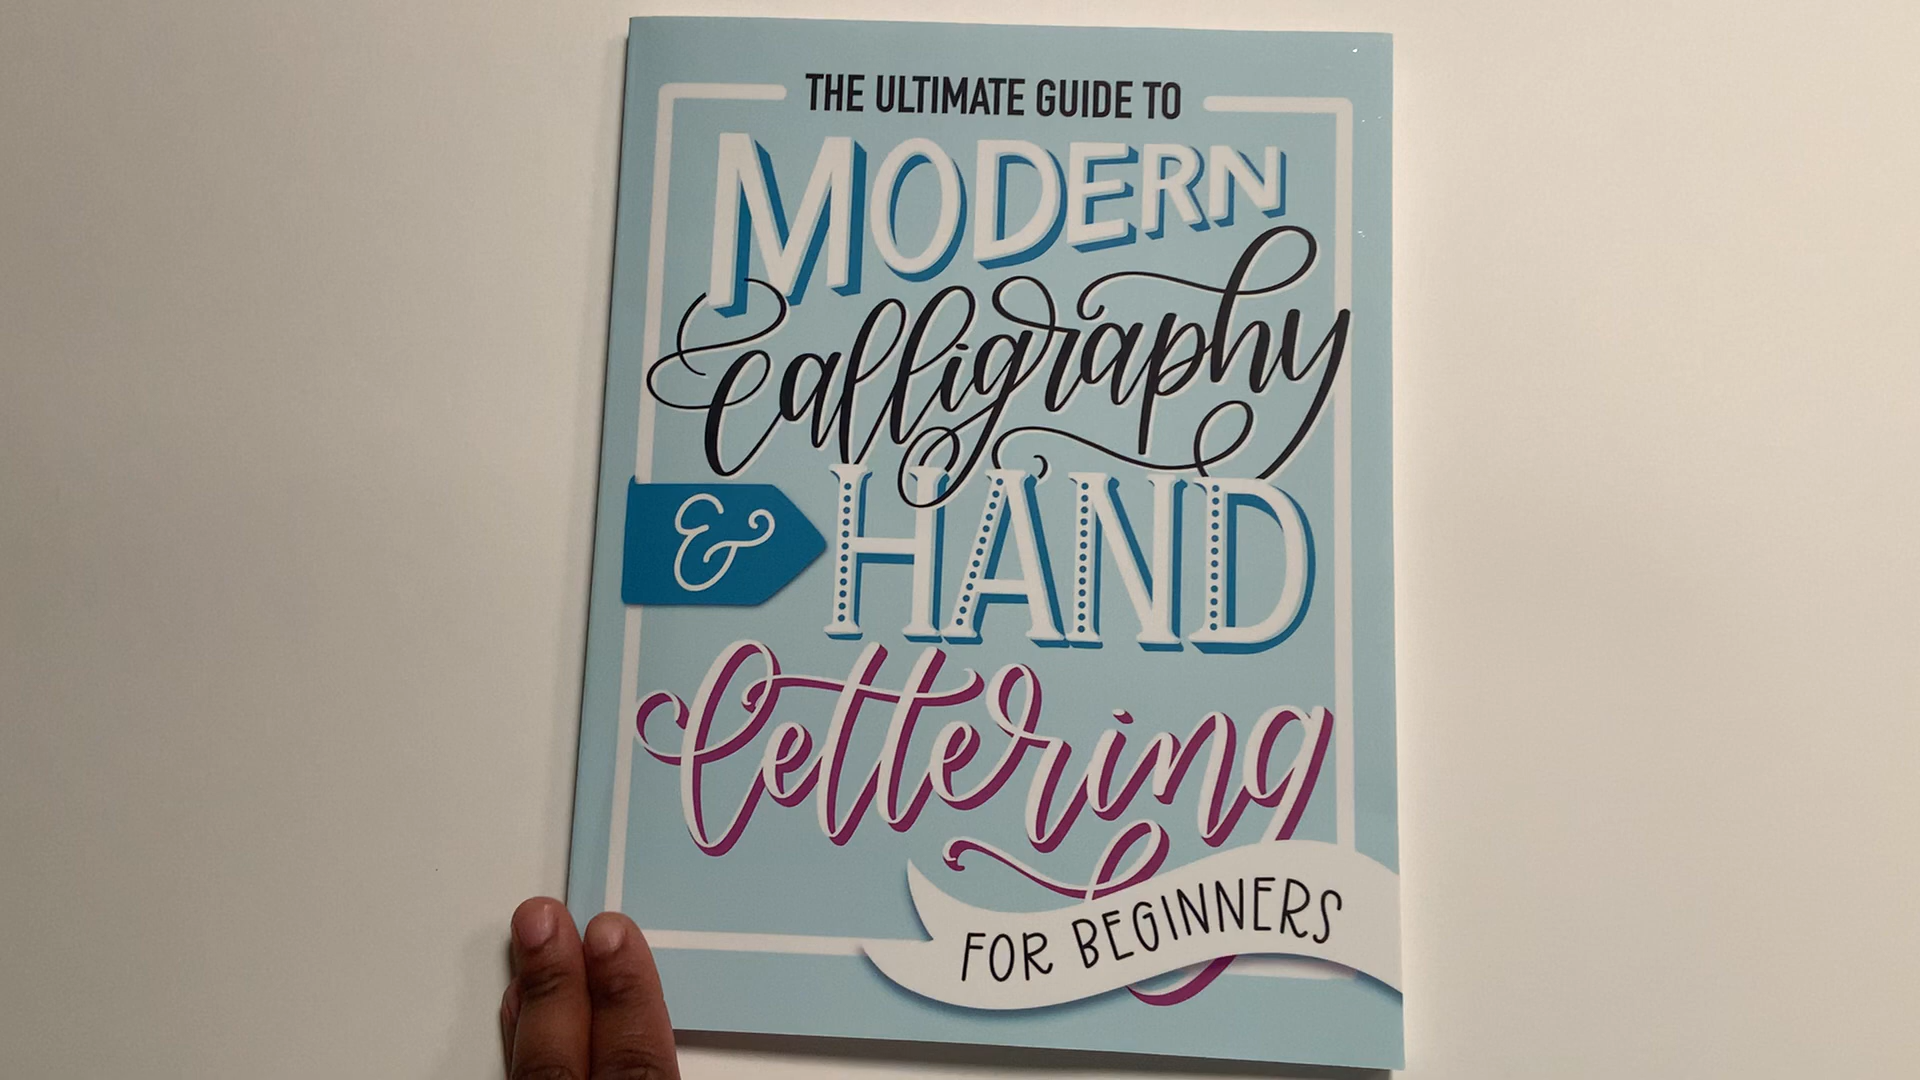 THE ULTIMATE GUIDE TO
MODERN
Calligraphy
& HAND
lettering
FOR BEGINNERS